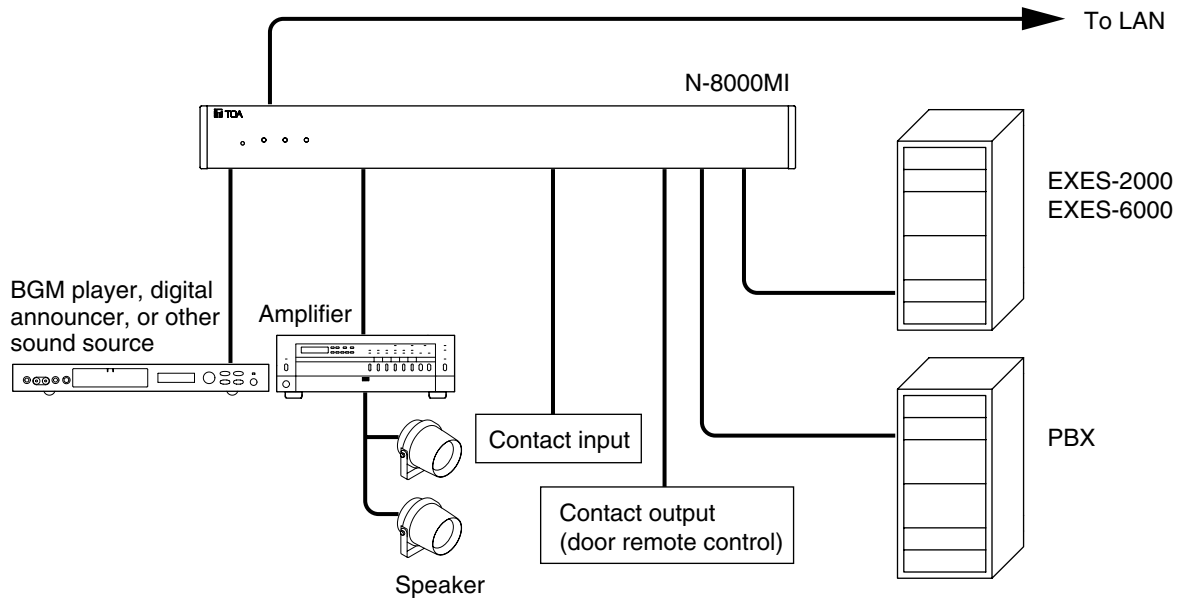 To LAN
N-8000MI
TOA
EXES-2000
EXES-6000
BGM player, digital
announcer, or other
sound source
Amplifier
Contact input
PBX
Contact output
(door remote control)
Speaker